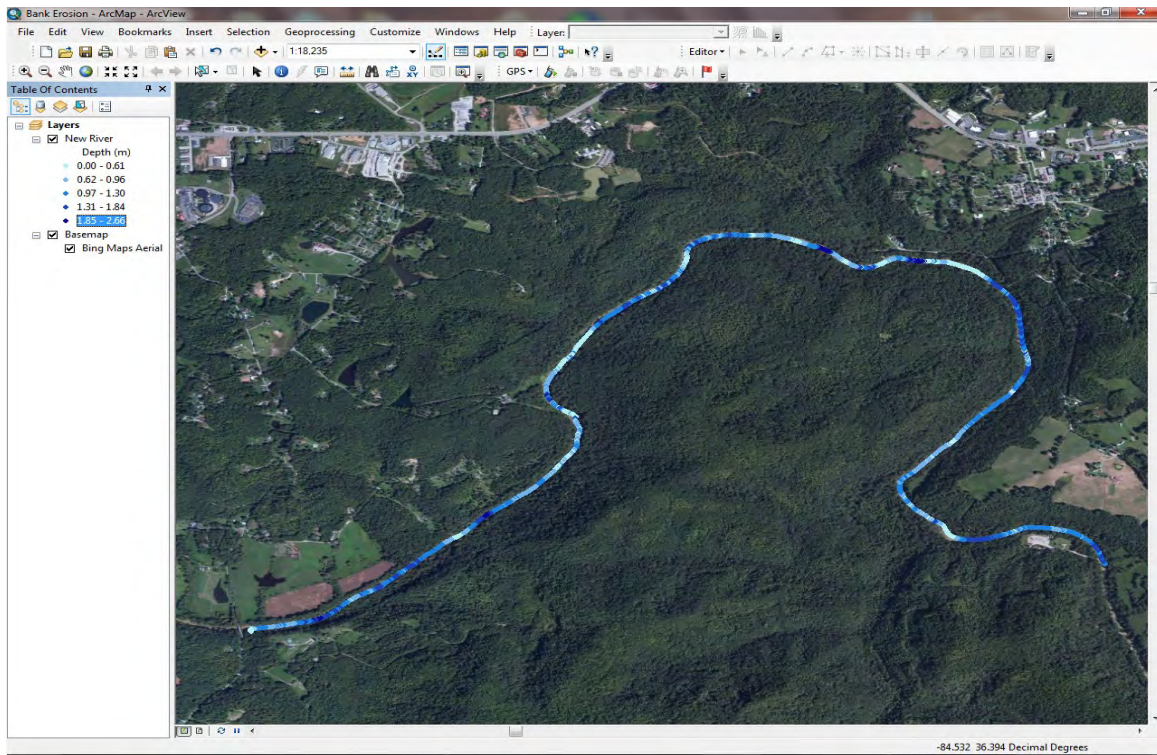 Bank Erosion - ArcMap - ArcView
File Edit View Bookmarks Insert Selection Geoprocessing Customize Windows Help Layer:
1:18,235 Editor
GPS
Table Of Contents
Layers
New River
Depth (m)
0.00 - 0.61
0.62 - 0.96
0.97 - 1.30
1.31 - 1.84
1.85 - 2.66
Basemap
Bing Maps Aerial
-84.532 36.394 Decimal Degrees